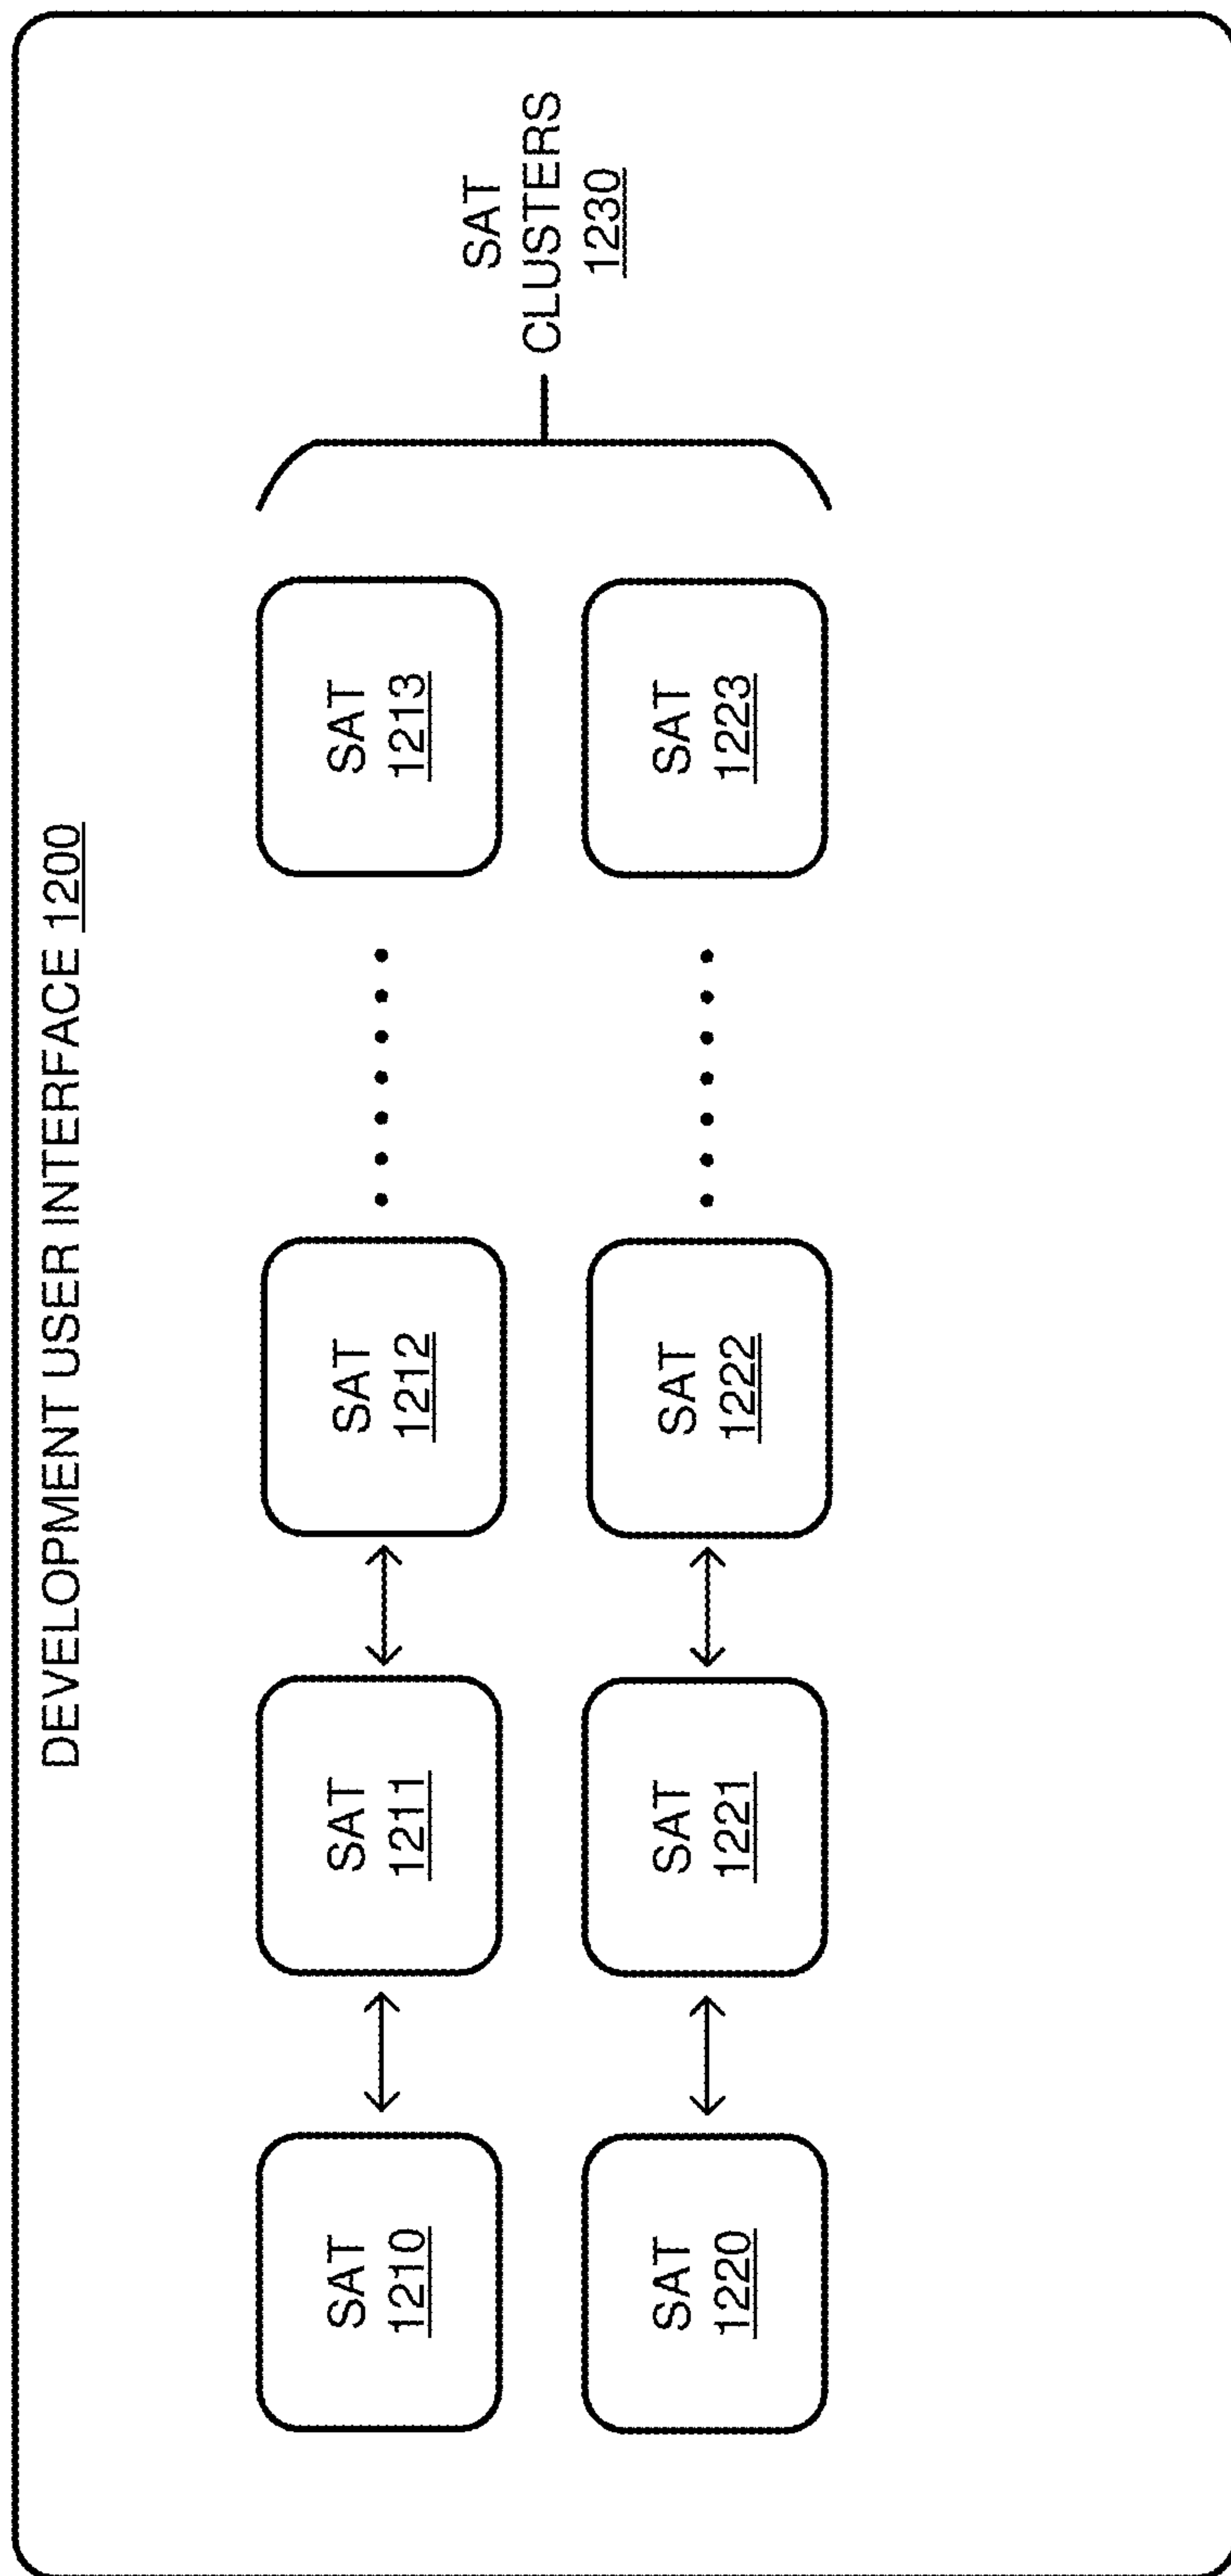 DEVELOPMENT USER INTERFACE 1200
SAT
1210
SAT
1211
SAT
1212
SAT
1213
SAT
1220
SAT
1221
SAT
1222
SAT
1223
SAT
CLUSTERS
1230